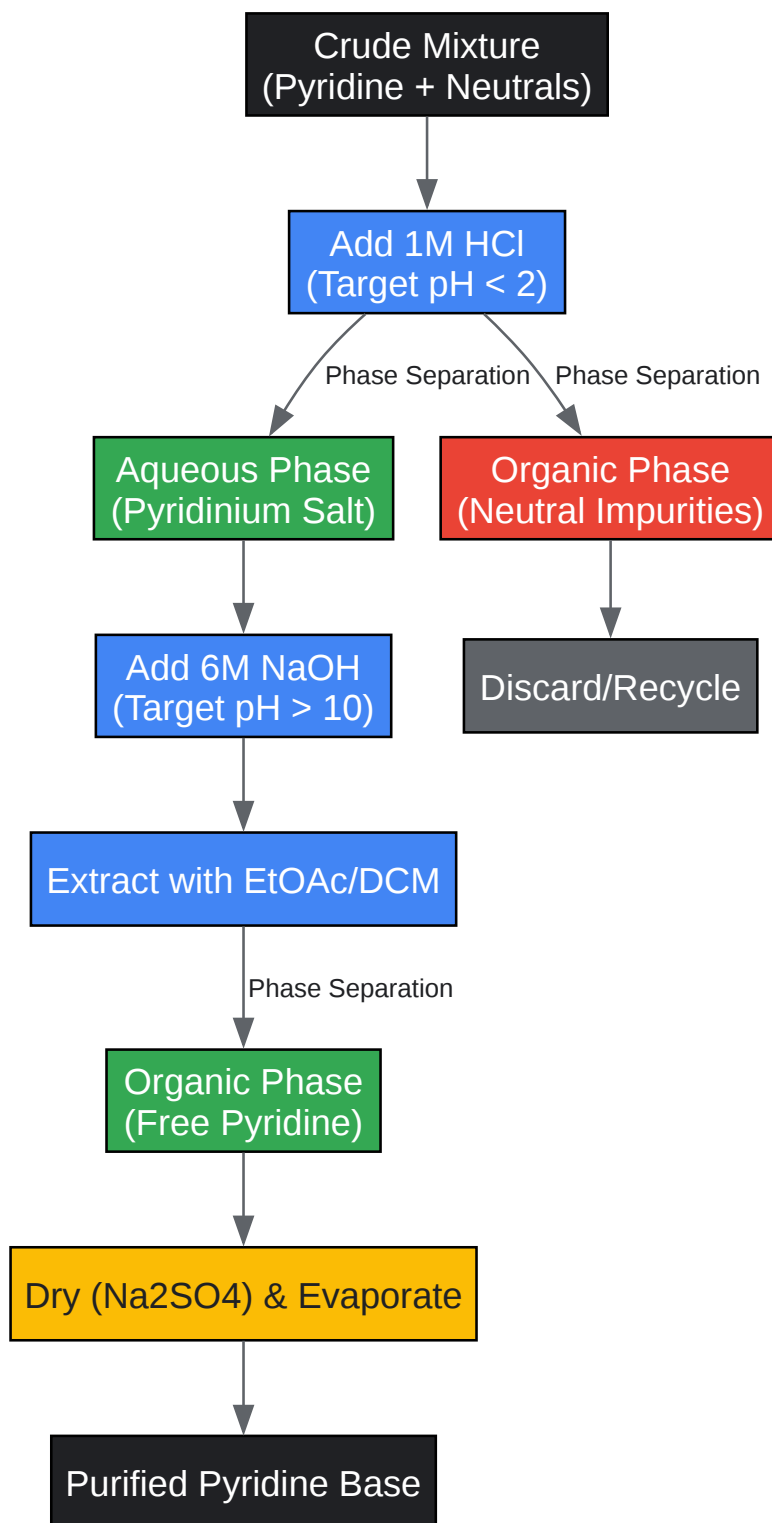 Crude Mixture
(Pyridine + Neutrals)
Add 1M HCl
(Target pH < 2)
Phase Separation
Phase Separation
Aqueous Phase
(Pyridinium Salt)
Organic Phase
(Neutral Impurities)
Add 6M NaOH
(Target pH > 10)
Discard/Recycle
Extract with EtOAc/DCM
Phase Separation
Organic Phase
(Free Pyridine)
Dry (Na2SO4) & Evaporate
Purified Pyridine Base